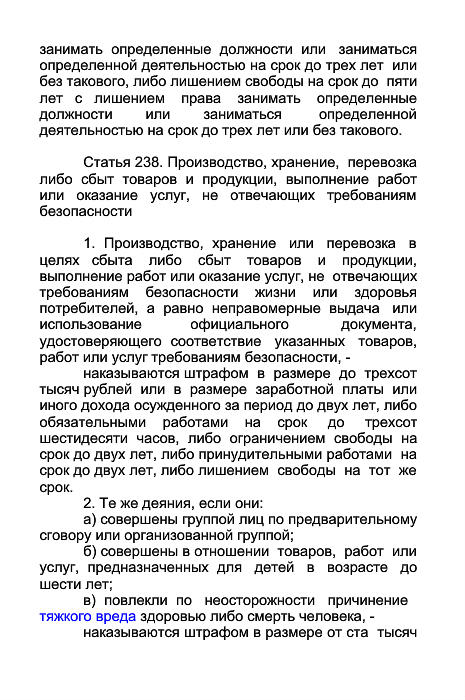 занимать определенные должности или заниматься
определенной деятельностью на срок до трех лет или
без такового, либо лишением свободы на срок до пяти
лет с лишением права занимать определенные
должности или заниматься определенной
деятельностью на срок до трех лет или без такового.
Статья 238. Производство, хранение, перевозка
либо сбыт товаров и продукции, выполнение работ
или оказание услуг, не отвечающих требованиям
безопасности
1. Производство, хранение или перевозка в
целях сбыта либо сбыт товаров и продукции,
выполнение работ или оказание услуг, не отвечающих
требованиям безопасности жизни или здоровья
потребителей, а равно неправомерные выдача или
использование официального документа,
удостоверяющего соответствие указанных товаров,
работ или услуг требованиям безопасности, -
наказываются штрафом в размере до трехсот
тысяч рублей или в размере заработной платы или
иного дохода осужденного за период до двух лет, либо
обязательными работами на срок до трехсот
шестидесяти часов, либо ограничением свободы на
срок до двух лет, либо принудительными работами на
срок до двух лет, либо лишением свободы на тот же
срок.
2. Те же деяния, если они:
а) совершены группой лиц по предварительному
сговору или организованной группой;
б) совершены в отношении товаров, работ или
услуг, предназначенных для детей в возрасте до
шести лет;
в) повлекли по неосторожности причинение
тяжкого вреда здоровью либо смерть человека, -
наказываются штрафом в размере от ста тысяч